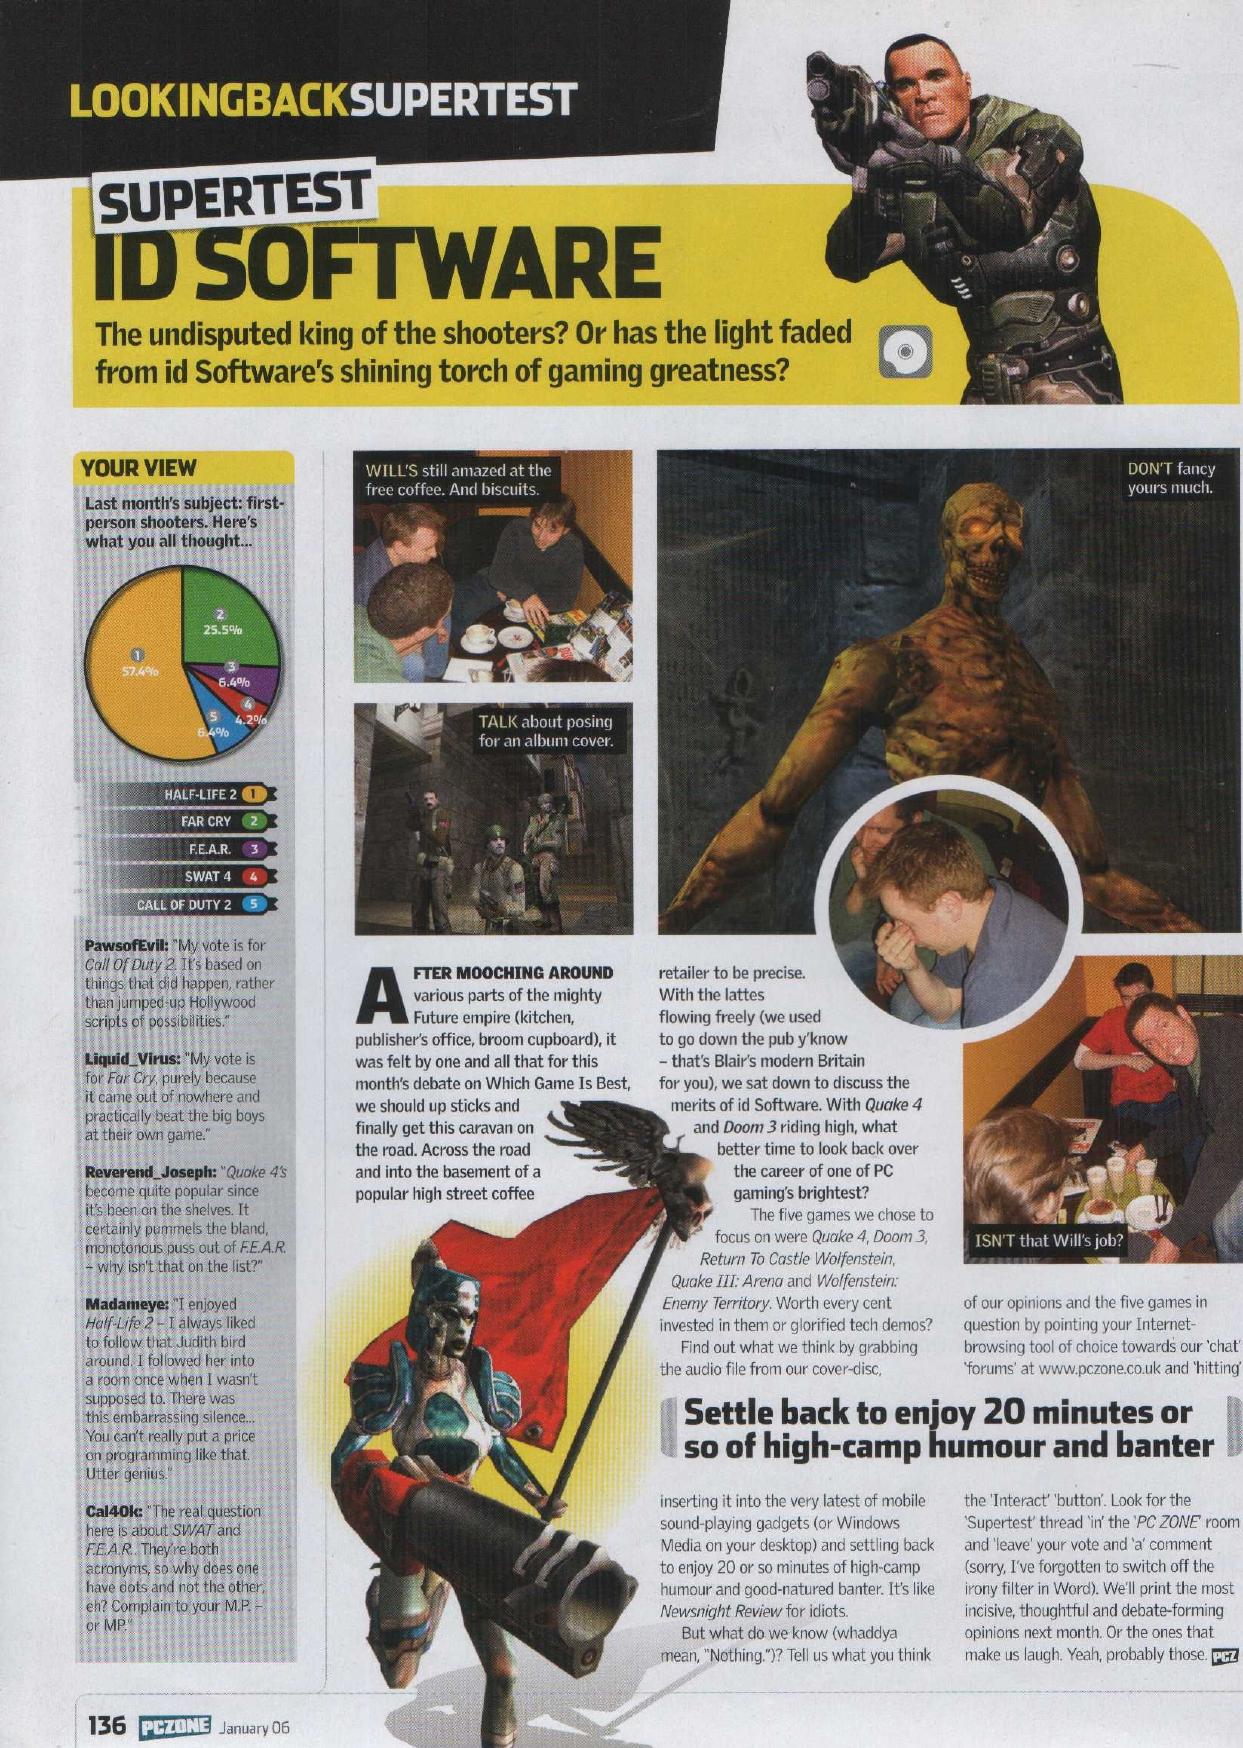 LOOKINGBACKSUPERTEST
SUPERTEST
ID SOFTWARE
The undisputed king of the shooters? Or has the light faded
from id Software's shining torch of gaming greatness?
YOUR VIEW
Last month's subject: first-
person shooters. Here's
what you all thought...
1
57.4%
2
25.5%
3
6.4%
4
4.2%
5
6.4%
HALF-LIFE 2 1
FAR CRY 2
F.E.A.R. 3
SWAT 4 4
CALL OF DUTY 2 5
PawsofEvil: "My vote is for
Call Of Duty 2. It's based on
things that did happen, rather
than jumped-up Hollywood
scripts of possibilities."
Liquid_Virus: "My vote is
for Far Cry, purely because
it came out of nowhere and
practically beat the big boys
at their own game."
Reverend_Joseph: "Quake 4's
become quite popular since
it's been on the shelves. It
certainly pummels the bland,
monotonous puss out of F.E.A.R.
– why isn't that on the list?"
Madameye: "I enjoyed
Half-Life 2 – I always liked
to follow that Judith bird
around. I followed her into
a room once when I wasn't
supposed to. There was
this embarrassing silence...
You can't really put a price
on programming like that.
Utter genius."
Cal40k: "The real question
here is about SWAT and
F.E.A.R.. They're both
acronyms, so why does one
have dots and not the other,
eh? Complain to your M.P. –
or MP."
WILL'S still amazed at the
free coffee. And biscuits.
TALK about posing
for an album cover.
DON'T fancy
yours much.
ISN'T that Will's job?
AFTER MOOCHING AROUND
various parts of the mighty
Future empire (kitchen,
publisher's office, broom cupboard), it
was felt by one and all that for this
month's debate on Which Game Is Best,
we should up sticks and
finally get this caravan on
the road. Across the road
and into the basement of a
popular high street coffee
retailer to be precise.
With the lattes
flowing freely (we used
to go down the pub y'know
– that's Blair's modern Britain
for you), we sat down to discuss the
merits of id Software. With Quake 4
and Doom 3 riding high, what
better time to look back over
the career of one of PC
gaming's brightest?
The five games we chose to
focus on were Quake 4, Doom 3,
Return To Castle Wolfenstein,
Quake III: Arena and Wolfenstein:
Enemy Territory. Worth every cent
invested in them or glorified tech demos?
Find out what we think by grabbing
the audio file from our cover-disc,
Settle back to enjoy 20 minutes or
so of high-camp humour and banter
inserting it into the very latest of mobile
sound-playing gadgets (or Windows
Media on your desktop) and settling back
to enjoy 20 or so minutes of high-camp
humour and good-natured banter. It's like
Newsnight Review for idiots.
But what do we know (whaddya
mean, "Nothing.")? Tell us what you think
of our opinions and the five games in
question by pointing your Internet-
browsing tool of choice towards our 'chat'
'forums' at www.pczone.co.uk and 'hitting'
the 'Interact' 'button'. Look for the
'Supertest' thread 'in' the 'PC ZONE' room
and 'leave' your vote and 'a' comment
(sorry, I've forgotten to switch off the
irony filter in Word). We'll print the most
incisive, thoughtful and debate-forming
opinions next month. Or the ones that
make us laugh. Yeah, probably those. PCZ
136 PCZONE January 06